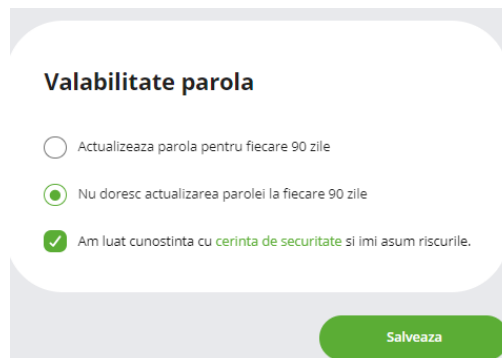 Valabilitate parola
Actualizeaza parola pentru fiecare 90 zile
Nu doresc actualizarea parolei la fiecare 90 zile
Am luat cunostinta cu cerinta de securitate si imi asum riscurile.
Salveaza